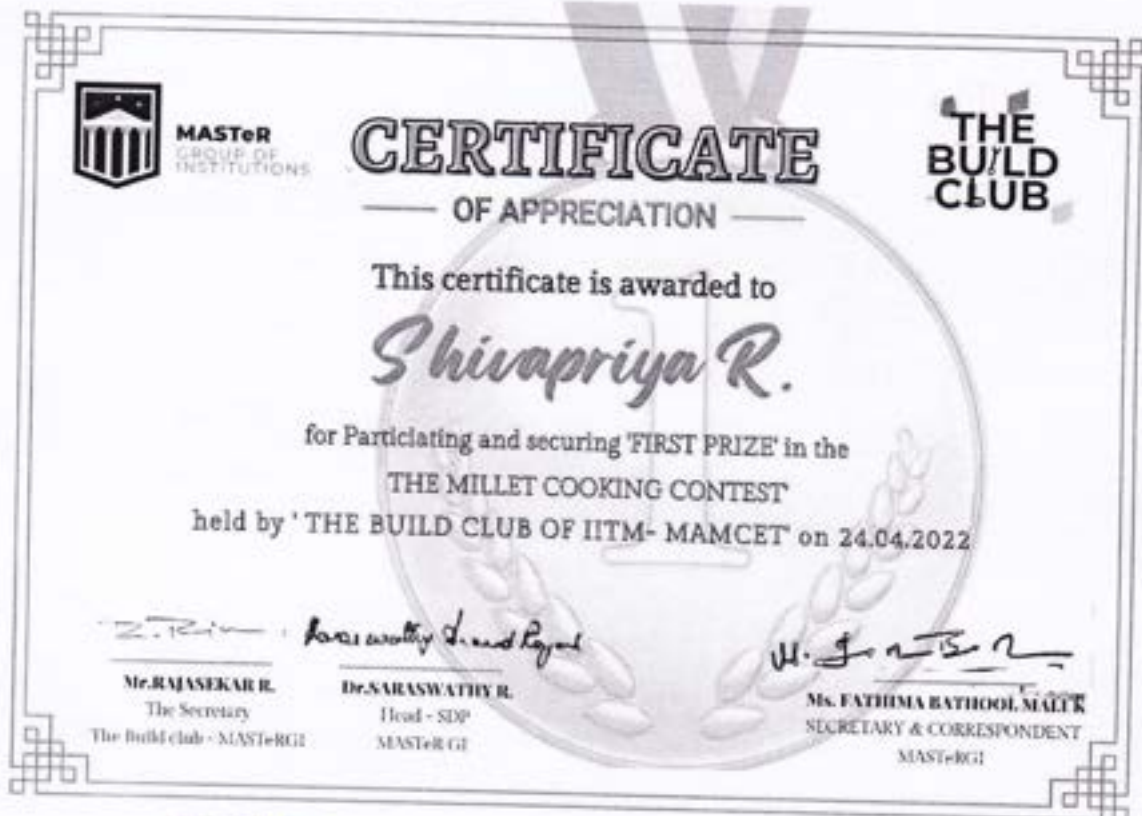 MASTeR
GROUP OF
INSTITUTIONS
CERTIFICATE
OF APPRECIATION
THE
BUILD
CLUB
This certificate is awarded to
Shivapriya R.
for Particiating and securing 'FIRST PRIZE' in the
THE MILLET COOKING CONTEST'
held by ' THE BUILD CLUB OF IITM- MAMCET' on 24.04.2022
1
Mr.RAJASEKAR R.
The Secretary
The Build club - MASTeRGI
Saraswathy
Dr.SARASWATHY R.
Head - SDP
MASTeR GI
Ms. FATHIMA BATHOOL MALIK
SECRETARY & CORRESPONDENT
MASTeRGI